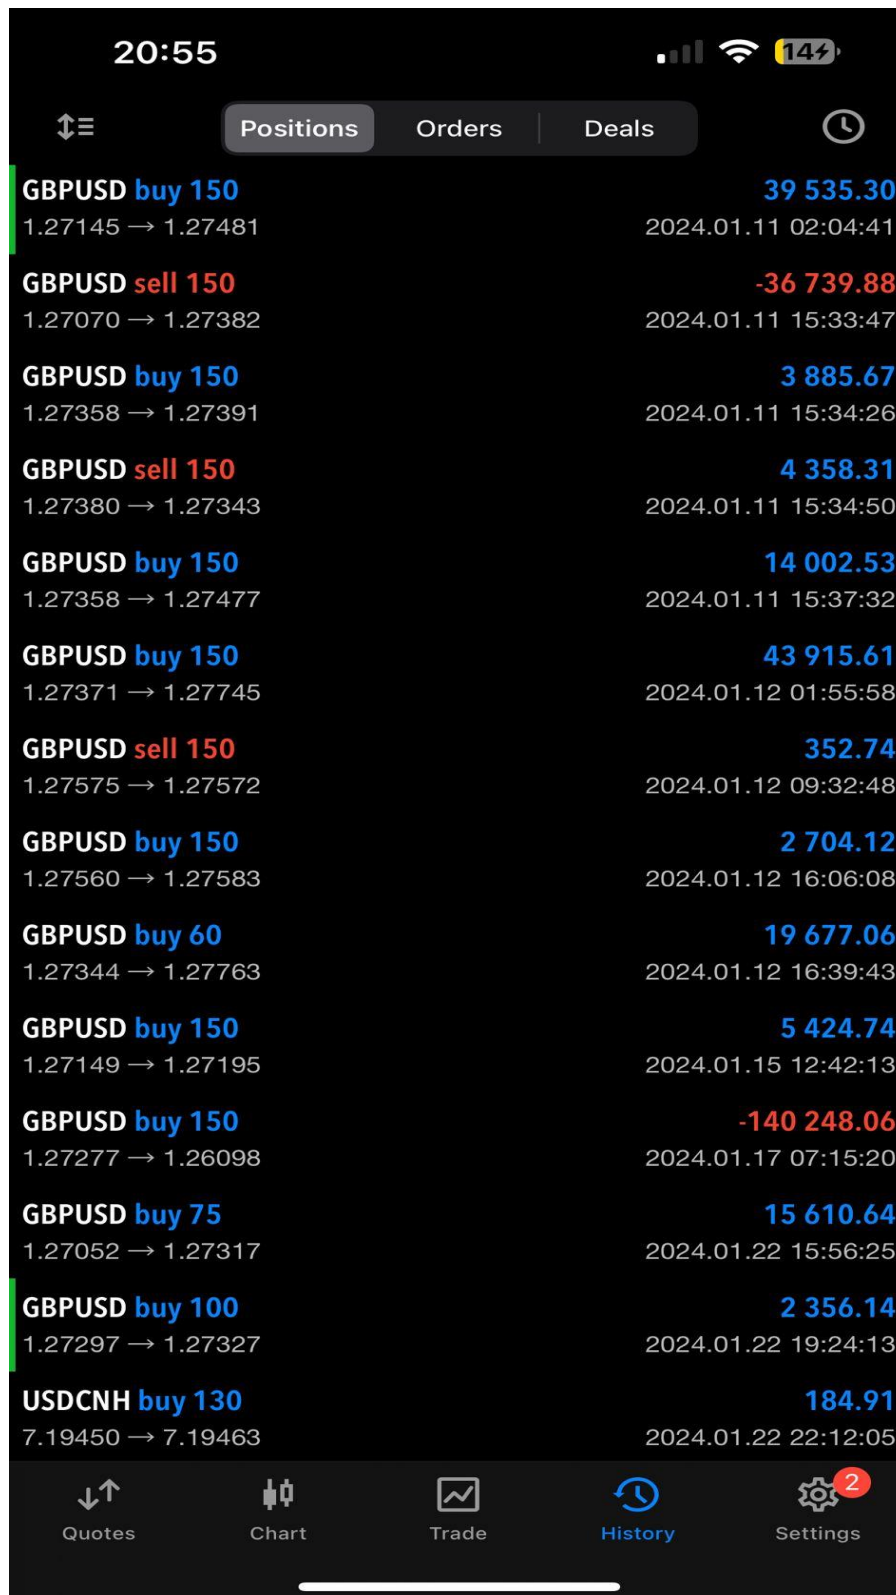 20:55
14
Positions Orders Deals
GBPUSD buy 150 39 535.30
1.27145 → 1.27481 2024.01.11 02:04:41
GBPUSD sell 150 -36 739.88
1.27070 → 1.27382 2024.01.11 15:33:47
GBPUSD buy 150 3 885.67
1.27358 → 1.27391 2024.01.11 15:34:26
GBPUSD sell 150 4 358.31
1.27380 → 1.27343 2024.01.11 15:34:50
GBPUSD buy 150 14 002.53
1.27358 → 1.27477 2024.01.11 15:37:32
GBPUSD buy 150 43 915.61
1.27371 → 1.27745 2024.01.12 01:55:58
GBPUSD sell 150 352.74
1.27575 → 1.27572 2024.01.12 09:32:48
GBPUSD buy 150 2 704.12
1.27560 → 1.27583 2024.01.12 16:06:08
GBPUSD buy 60 19 677.06
1.27344 → 1.27763 2024.01.12 16:39:43
GBPUSD buy 150 5 424.74
1.27149 → 1.27195 2024.01.15 12:42:13
GBPUSD buy 150 -140 248.06
1.27277 → 1.26098 2024.01.17 07:15:20
GBPUSD buy 75 15 610.64
1.27052 → 1.27317 2024.01.22 15:56:25
GBPUSD buy 100 2 356.14
1.27297 → 1.27327 2024.01.22 19:24:13
USDCNH buy 130 184.91
7.19450 → 7.19463 2024.01.22 22:12:05
2
Quotes Chart Trade History Settings